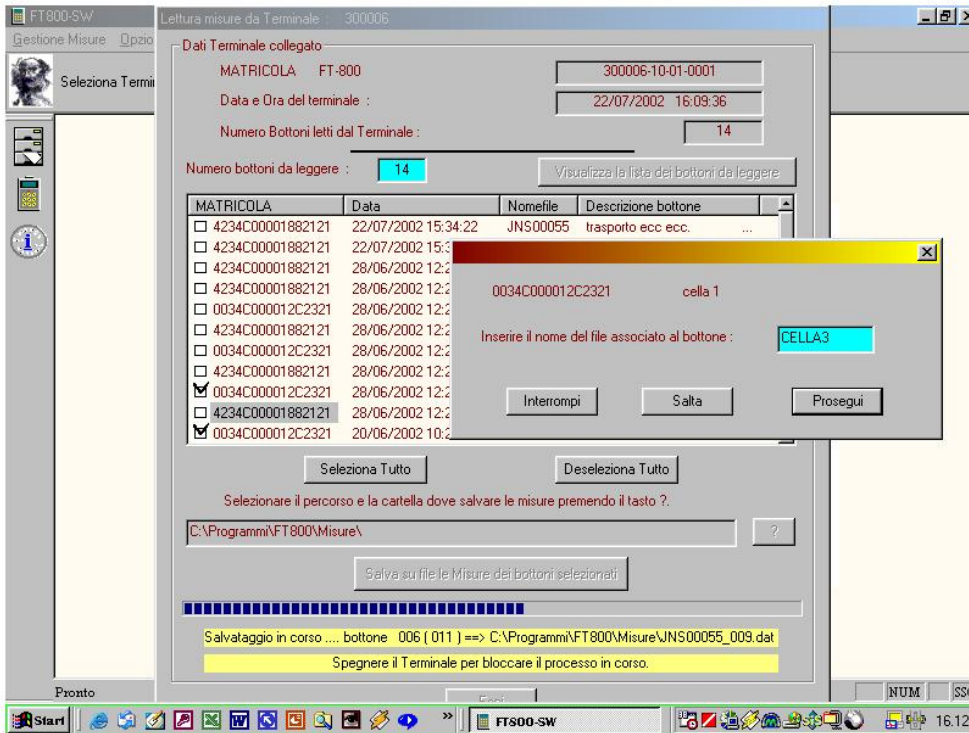 FT800-SW
Lettura misure da Terminale : 300006
Gestione Misure Opzio
Seleziona Termi
Dati Terminale collegato
MATRICOLA FT-800 300006-10-01-0001
Data e Ora del terminale : 22/07/2002 16:09:36
Numero Bottoni letti dal Terminale : 14
Numero bottoni da leggere : 14 Visualizza la lista dei bottoni da leggere
MATRICOLA Data Nomefile Descrizione bottone
4234C00001882121 22/07/2002 15:34:22 JNS00055 trasporto ecc ecc. ...
4234C00001882121 22/07/2002 15:3
4234C00001882121 28/06/2002 12:2
4234C00001882121 28/06/2002 12:2
0034C000012C2321 28/06/2002 12:2
4234C00001882121 28/06/2002 12:2
0034C000012C2321 28/06/2002 12:2
4234C00001882121 28/06/2002 12:2
0034C000012C2321 28/06/2002 12:2
4234C00001882121 28/06/2002 12:2
0034C000012C2321 20/06/2002 10:2
0034C000012C2321 cella 1
Inserire il nome del file associato al bottone : CELLA3
Interrompi Salta Prosegui
Seleziona Tutto Deseleziona Tutto
Selezionare il percorso e la cartella dove salvare le misure premendo il tasto ?.
C:\Programmi\FT800\Misure\ ?
Salva su file le Misure dei bottoni selezionati
Salvataggio in corso .... bottone 006 ( 011 ) ==> C:\Programmi\FT800\Misure\JNS00055_009.dat
Spegnere il Terminale per bloccare il processo in corso.
Pronto NUM
Start FT800-SW 16.12